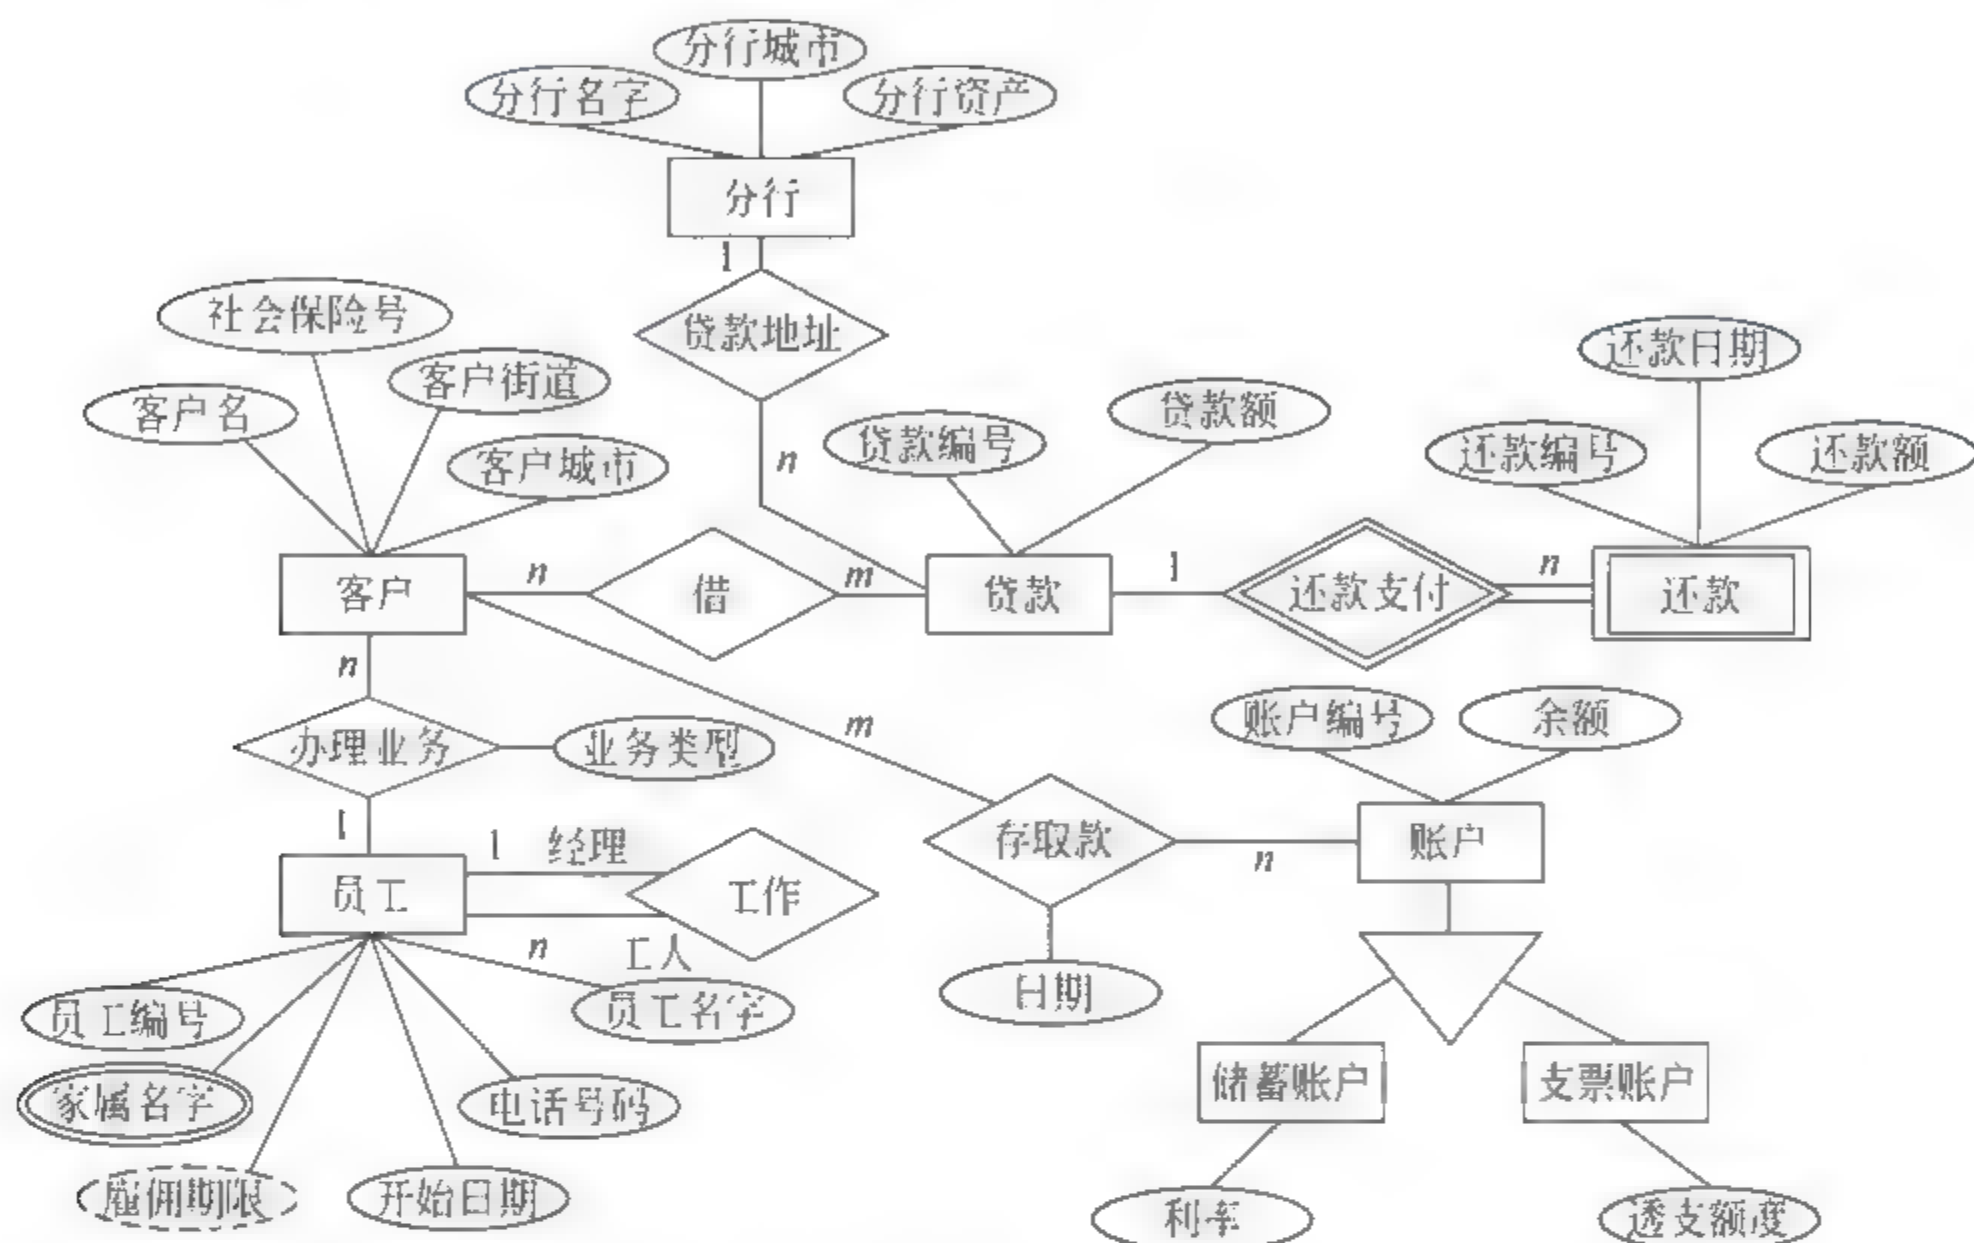 分行城市
分行名字
分行资产
分行
1
贷款地址
n
社会保险号
客户名
客户街道
客户城市
贷款编号
贷款额
还款日期
还款编号
还款额
客户
n
借
m
贷款
1
还款支付
n
还款
n
办理业务
业务类型
m
账户编号
余额
1
员工
1
经理
工作
n
工人
存取款
n
账户
日期
员工编号
员工名字
家属名字
电话号码
雇佣期限
开始日期
储蓄账户
支票账户
利率
透支额度